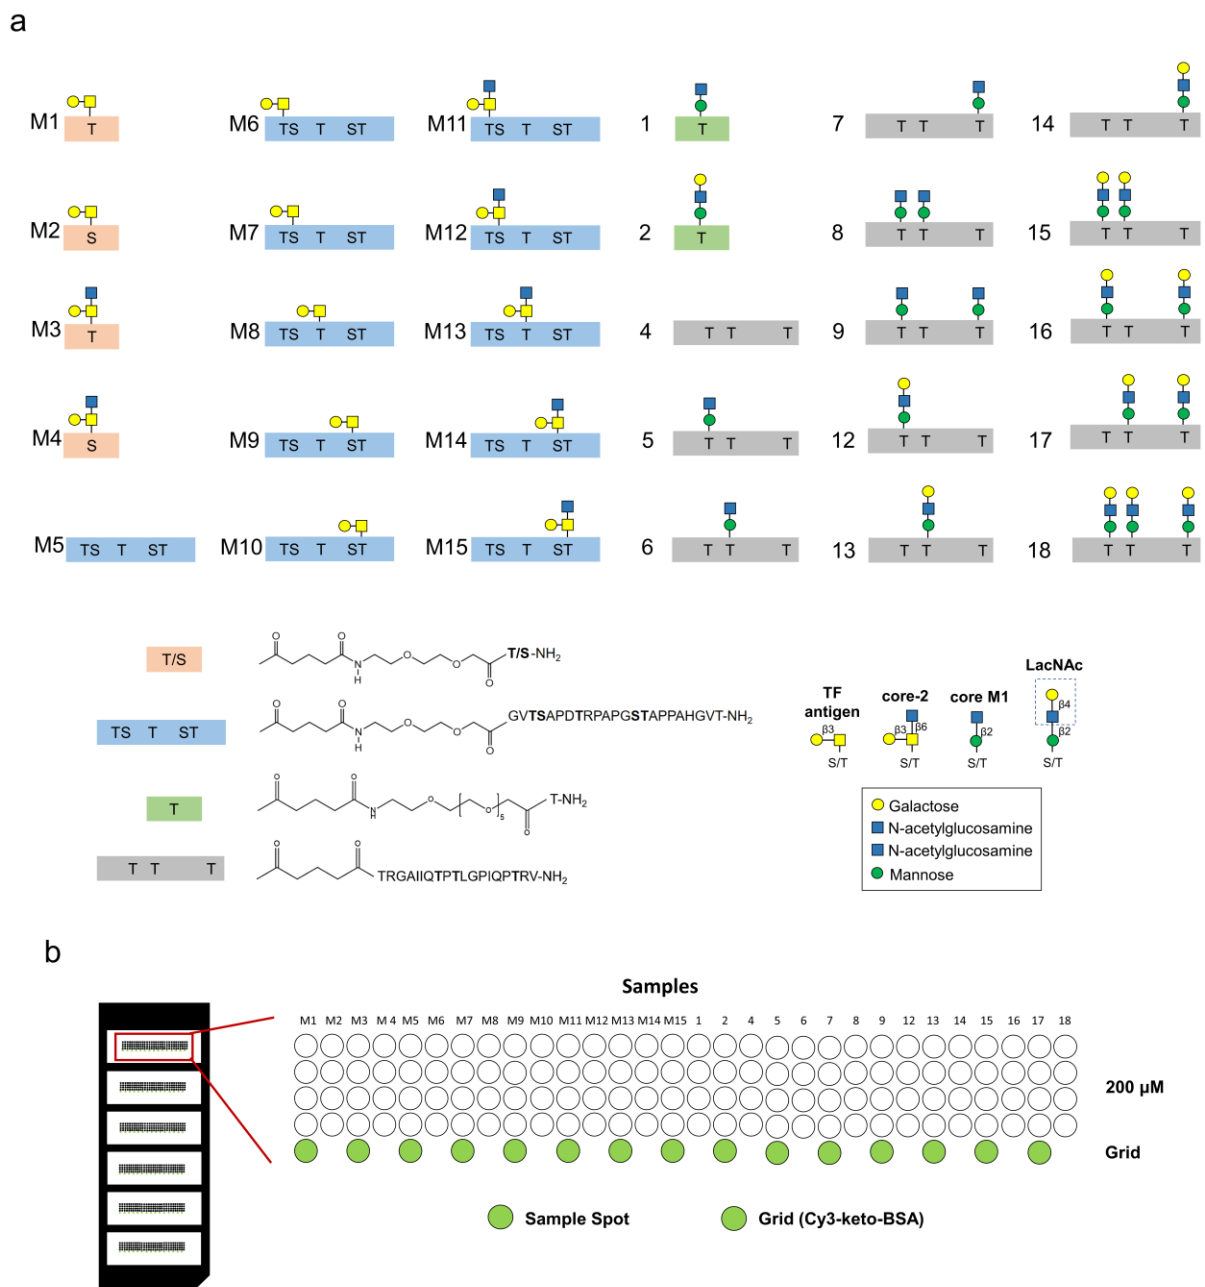 a
M1 T M6 TS T ST M11 TS T ST 1 T 7 T T T 14 T T T
M2 S M7 TS T ST M12 TS T ST 2 T 8 T T T 15 T T T
M3 T M8 TS T ST M13 TS T ST 4 T T T 9 T T T 16 T T T
M4 S M9 TS T ST M14 TS T ST 5 T T T 12 T T T 17 T T T
M5 TS T ST M10 TS T ST M15 TS T ST 6 T T T 13 T T T 18 T T T
T/S O O N H O O O T/S-NH2
TS T ST O O N H O O O GVTSAPDTRPAPGSTAPPAHGVT-NH2
T O O N H O O 5 O T-NH2
T T T O O TRGAIIQTPTLGPIQPTRV-NH2
TF antigen
β3
S/T
core-2
β3 β6
S/T
core M1
β2
S/T
LacNAc
β4
β2
S/T
Galactose
N-acetylglucosamine
N-acetylglucosamine
Mannose
b
Samples
M1 M2 M3 M 4 M5 M6 M7 M8 M9 M10 M11 M12 M13 M14 M15 1 2 4 5 6 7 8 9 12 13 14 15 16 17 18
200 µM
Grid
Sample Spot Grid (Cy3-keto-BSA)